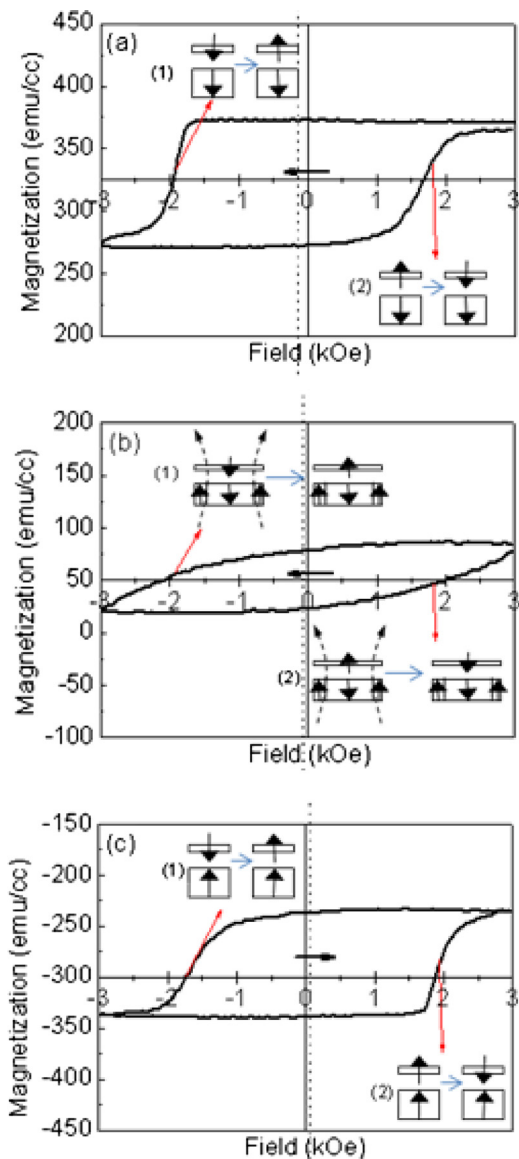 450
(a)
(1)
400
350
-3 -2 -1 0 1 2 3
300
(2)
250
200
Magnetization (emu/cc)
Field (kOe)
200
(b)
(1)
150
100
50
-3 -2 -1 0 1 2 3
0
(2)
-50
-100
Magnetization (emu/cc)
Field (kOe)
-150
(c)
(1)
-200
-250
-300
-3 -2 -1 0 1 2 3
-350
(2)
-400
-450
Magnetization (emu/cc)
Field (kOe)